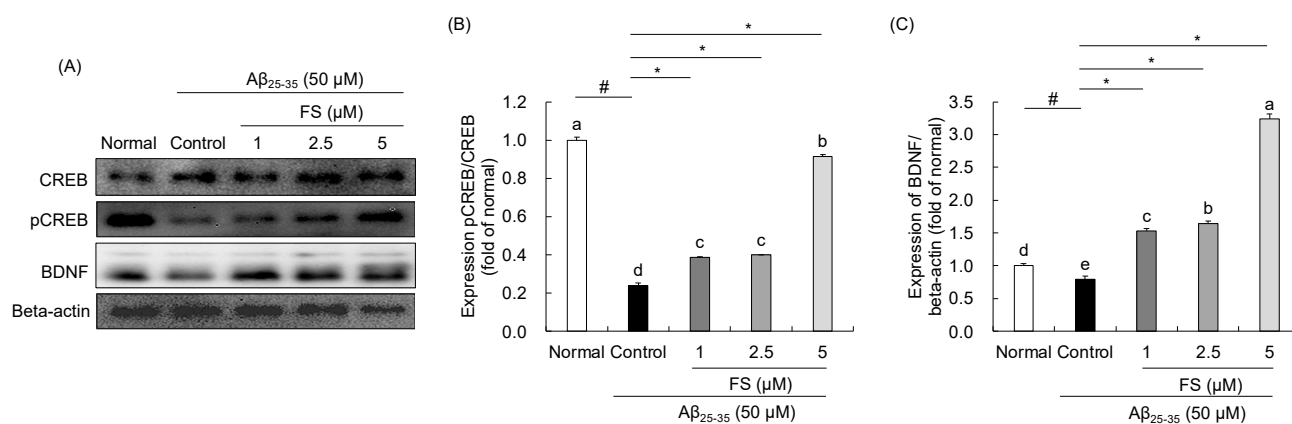 (A)
Aβ25-35 (50 μM)
FS (μM)
Normal Control 1 2.5 5
CREB
pCREB
BDNF
Beta-actin
(B)
*
*
*
#
Expression pCREB/CREB
(fold of normal)
1.2
1.0
0.8
0.6
0.4
0.2
0.0
a
d
c
c
b
Normal Control 1 2.5 5
FS (μM)
Aβ25-35 (50 μM)
(C)
*
*
*
#
Expression of BDNF/
beta-actin (fold of normal)
3.5
3.0
2.5
2.0
1.5
1.0
0.5
0.0
d
e
c
b
a
Normal Control 1 2.5 5
FS (μM)
Aβ25-35 (50 μM)